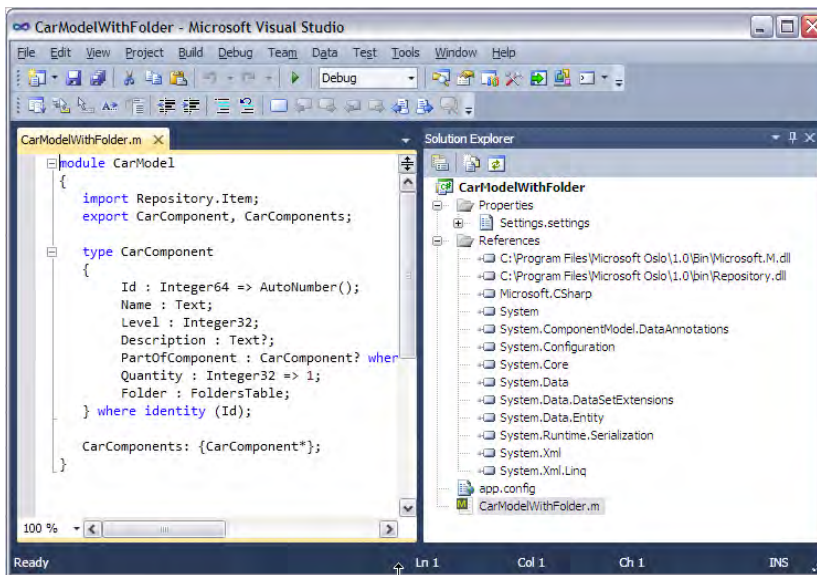 CarModelWithFolder - Microsoft Visual Studio
File Edit View Project Build Debug Team Data Test Tools Window Help
Debug
CarModelWithFolder.m
module CarModel
{
import Repository.Item;
export CarComponent, CarComponents;
type CarComponent
{
Id : Integer64 => AutoNumber();
Name : Text;
Level : Integer32;
Description : Text?;
PartOfComponent : CarComponent? wher
Quantity : Integer32 => 1;
Folder : FoldersTable;
} where identity (Id);
CarComponents: {CarComponent*};
}
100 %
Solution Explorer
CarModelWithFolder
Properties
Settings.settings
References
C:\Program Files\Microsoft Oslo\1.0\Bin\Microsoft.M.dll
C:\Program Files\Microsoft Oslo\1.0\bin\Repository.dll
Microsoft.CSharp
System
System.ComponentModel.DataAnnotations
System.Configuration
System.Core
System.Data
System.Data.DataSetExtensions
System.Data.Entity
System.Runtime.Serialization
System.Xml
System.Xml.Linq
app.config
CarModelWithFolder.m
Ready Ln 1 Col 1 Ch 1 INS